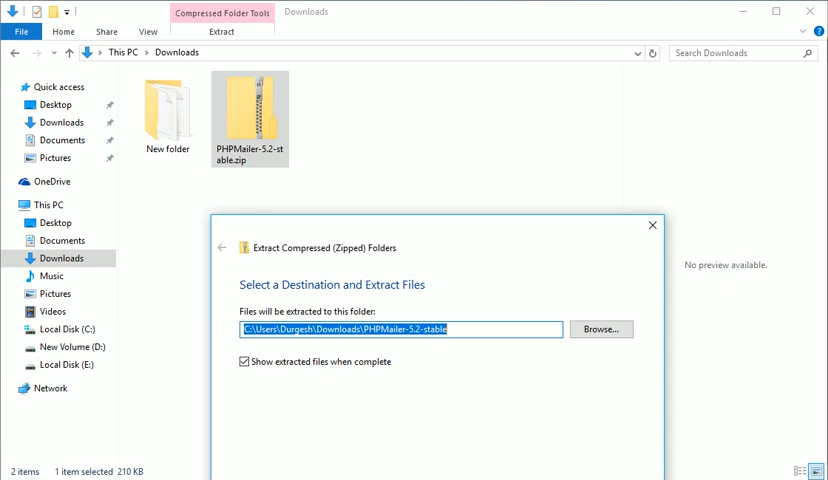 Compressed Folder Tools
Downloads
File
Home
Share
View
Extract
This PC
Downloads
Search Downloads
Quick access
Desktop
Downloads
Documents
Pictures
OneDrive
This PC
Desktop
Documents
Downloads
Music
Pictures
Videos
Local Disk (C:)
New Volume (D:)
Local Disk (E:)
Network
New folder
PHPMailer-5.2-st
able.zip
No preview available.
Extract Compressed (Zipped) Folders
Select a Destination and Extract Files
Files will be extracted to this folder:
C:\Users\Durgesh\Downloads\PHPMailer-5.2-stable
Browse...
Show extracted files when complete
2 items
1 item selected 210 KB